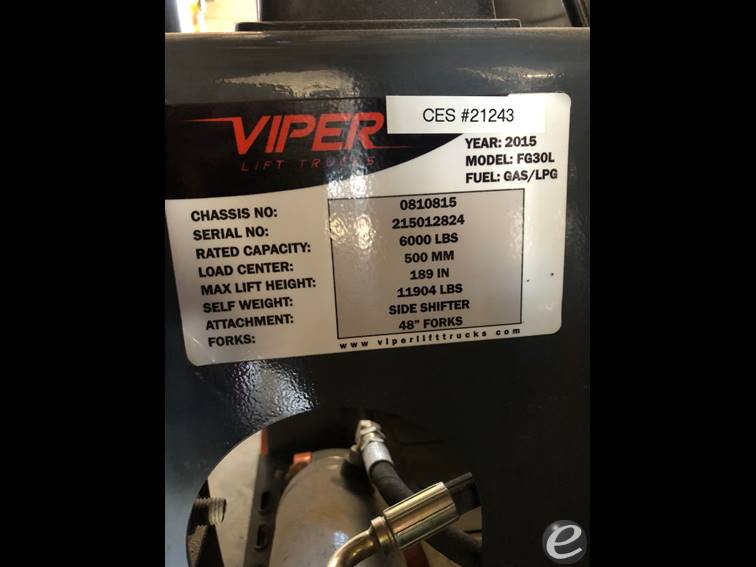 CES #21243
VIPER
LIFT TRUCKS
YEAR: 2015
MODEL: FG30L
FUEL: GAS/LPG
CHASSIS NO: 0810815
SERIAL NO: 215012824
RATED CAPACITY: 6000 LBS
LOAD CENTER: 500 MM
MAX LIFT HEIGHT: 189 IN
SELF WEIGHT: 11904 LBS
ATTACHMENT: SIDE SHIFTER
FORKS: 48" FORKS
www.viperlifttrucks.com
e